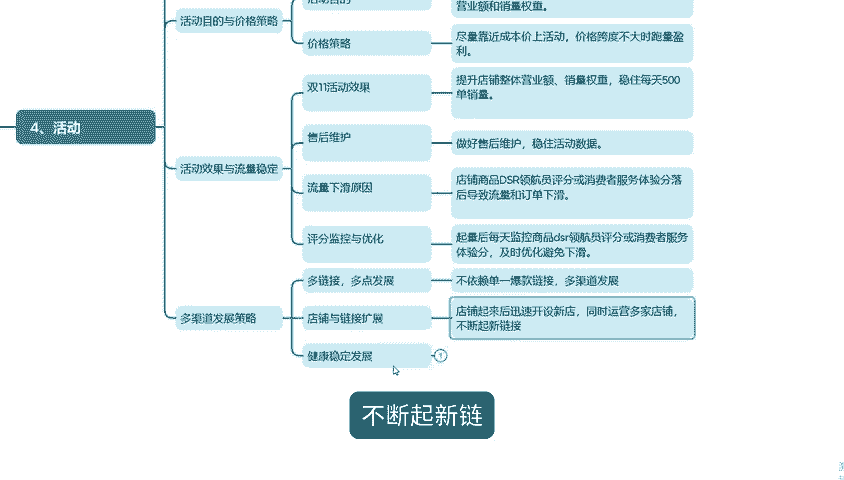 营业额和销量权重。
活动目的与价格策略
价格策略
尽量靠近成本价上活动，价格跨度不大时跑量盈
利。
4、活动
双11活动效果
提升店铺整体营业额、销量权重，稳住每天500
单销量。
售后维护
做好售后维护，稳住活动数据。
活动效果与流量稳定
流量下滑原因
店铺商品DSR领航员评分或消费者服务体验分落
后导致流量和订单下滑。
评分监控与优化
起量后每天监控商品dsr领航员评分或消费者服务
体验分，及时优化避免下滑。
多链接，多点发展
不依赖单一爆款链接，多渠道发展
多渠道发展策略
店铺与链接扩展
店铺起来后迅速开设新店，同时运营多家店铺，
不断起新链接
健康稳定发展
1
不断起新链